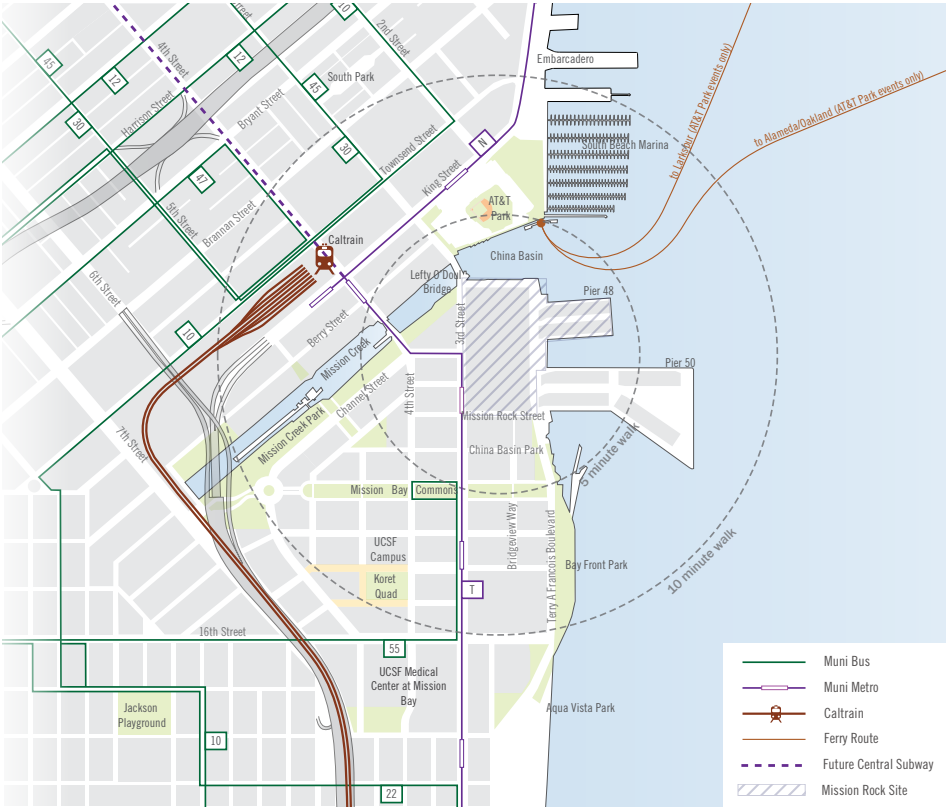 10
2nd Street
4th Street
12
45
Embarcadero
12
South Park
45
Harrison Street
Bryant Street
30
N
30
Townsend Street
South Beach Marina
to Larkspur (AT&T Park events only)
to Alameda/Oakland (AT&T Park events only)
47
King Street
AT&T
Park
5th Street
Brannan Street
Caltrain
China Basin
Lefty O'Doul
Bridge
6th Street
Pier 48
3rd Street
10
Berry Street
Mission Creek
Pier 50
Channel Street
4th Street
Mission Rock Street
7th Street
Mission Creek Park
China Basin Park
5 minute walk
Mission Bay Commons
Bridgeview Way
Terry A Francois Boulevard
UCSF
Campus
Bay Front Park
10 minute walk
Koret
Quad
T
16th Street
55
UCSF Medical
Center at Mission
Bay
Jackson
Playground
Aqua Vista Park
10
22
Muni Bus
Muni Metro
Caltrain
Ferry Route
Future Central Subway
Mission Rock Site